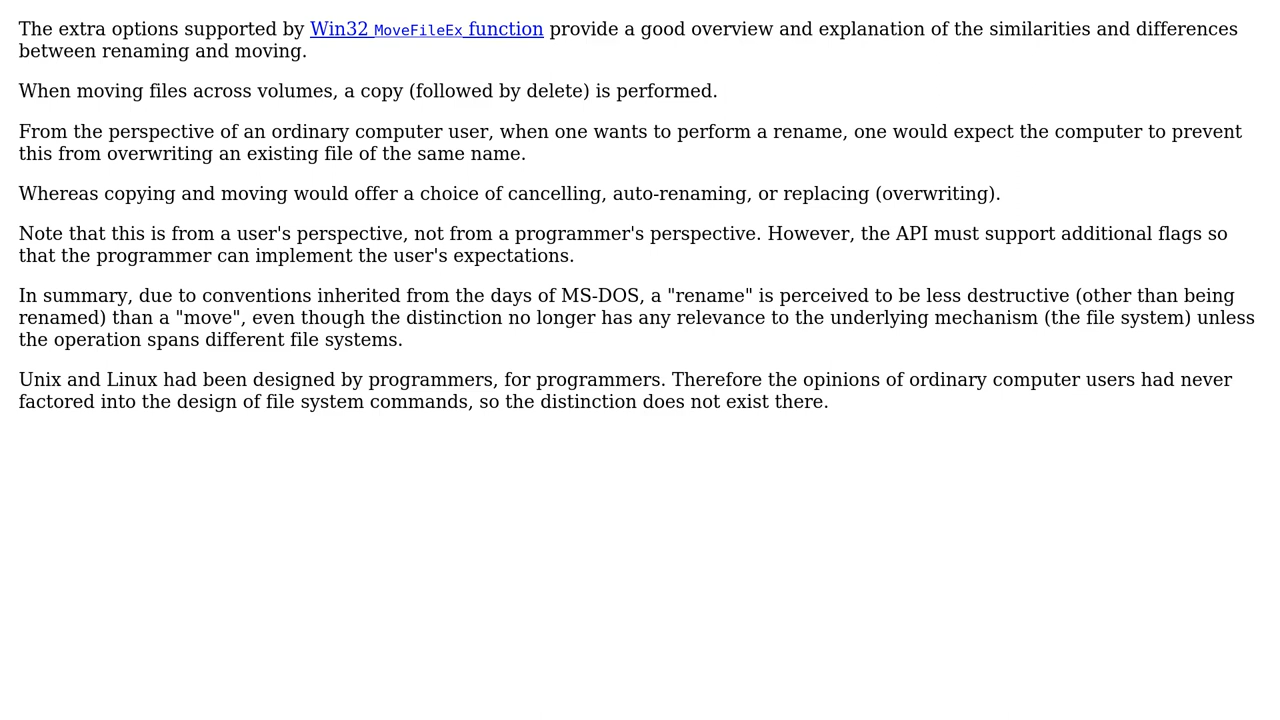 The extra options supported by Win32 MoveFileEx function provide a good overview and explanation of the similarities and differences
between renaming and moving.
When moving files across volumes, a copy (followed by delete) is performed.
From the perspective of an ordinary computer user, when one wants to perform a rename, one would expect the computer to prevent
this from overwriting an existing file of the same name.
Whereas copying and moving would offer a choice of cancelling, auto-renaming, or replacing (overwriting).
Note that this is from a user's perspective, not from a programmer's perspective. However, the API must support additional flags so
that the programmer can implement the user's expectations.
In summary, due to conventions inherited from the days of MS-DOS, a "rename" is perceived to be less destructive (other than being
renamed) than a "move", even though the distinction no longer has any relevance to the underlying mechanism (the file system) unless
the operation spans different file systems.
Unix and Linux had been designed by programmers, for programmers. Therefore the opinions of ordinary computer users had never
factored into the design of file system commands, so the distinction does not exist there.